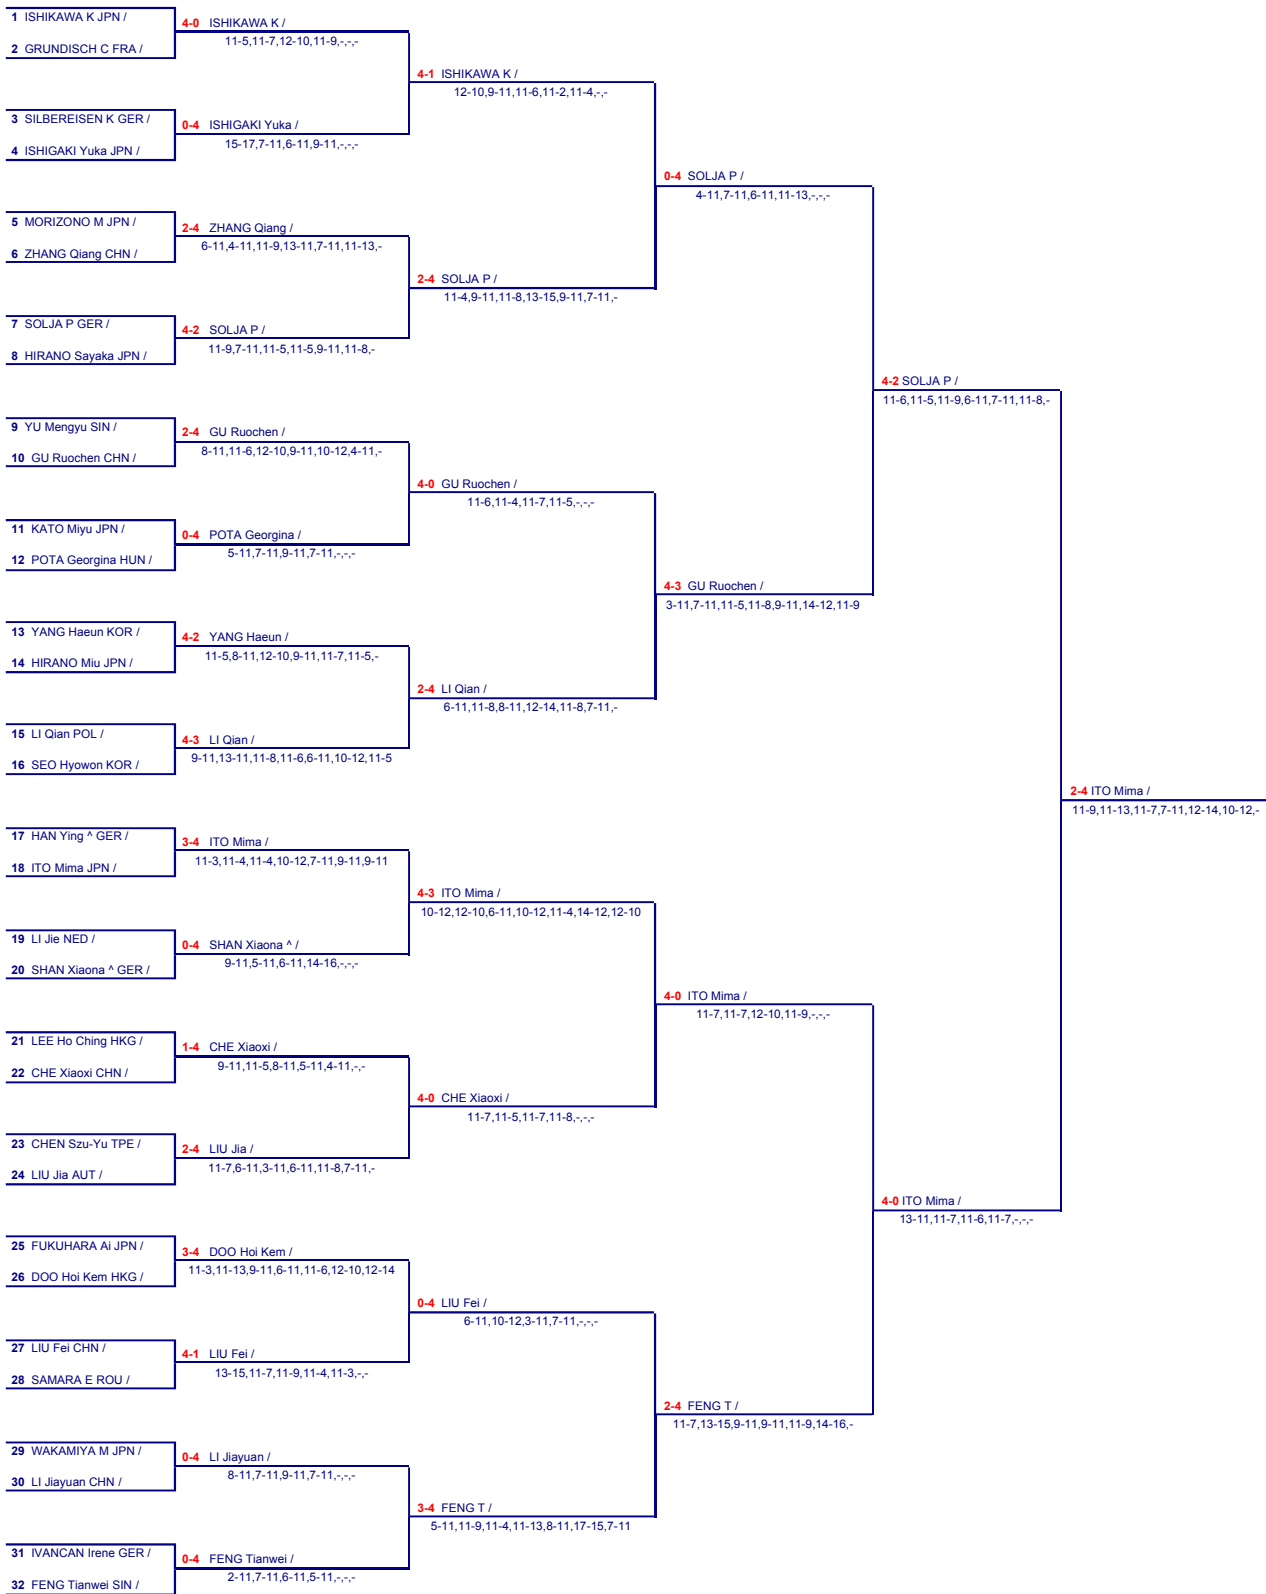 1 ISHIKAWA K JPN /
4-0 ISHIKAWA K /
2 GRUNDISCH C FRA /
11-5,11-7,12-10,11-9,-,-,-
4-1 ISHIKAWA K /
12-10,9-11,11-6,11-2,11-4,-,-
3 SILBEREISEN K GER /
0-4 ISHIGAKI Yuka /
4 ISHIGAKI Yuka JPN /
15-17,7-11,6-11,9-11,-,-,-
0-4 SOLJA P /
4-11,7-11,6-11,11-13,-,-,-
5 MORIZONO M JPN /
2-4 ZHANG Qiang /
6 ZHANG Qiang CHN /
6-11,4-11,11-9,13-11,7-11,11-13,-
2-4 SOLJA P /
11-4,9-11,11-8,13-15,9-11,7-11,-
7 SOLJA P GER /
4-2 SOLJA P /
8 HIRANO Sayaka JPN /
11-9,7-11,11-5,11-5,9-11,11-8,-
4-2 SOLJA P /
11-6,11-5,11-9,6-11,7-11,11-8,-
9 YU Mengyu SIN /
2-4 GU Ruochen /
10 GU Ruochen CHN /
8-11,11-6,12-10,9-11,10-12,4-11,-
4-0 GU Ruochen /
11-6,11-4,11-7,11-5,-,-,-
11 KATO Miyu JPN /
0-4 POTA Georgina /
12 POTA Georgina HUN /
5-11,7-11,9-11,7-11,-,-,-
4-3 GU Ruochen /
3-11,7-11,11-5,11-8,9-11,14-12,11-9
13 YANG Haeun KOR /
4-2 YANG Haeun /
14 HIRANO Miu JPN /
11-5,8-11,12-10,9-11,11-7,11-5,-
2-4 LI Qian /
6-11,11-8,8-11,12-14,11-8,7-11,-
15 LI Qian POL /
4-3 LI Qian /
16 SEO Hyowon KOR /
9-11,13-11,11-8,11-6,6-11,10-12,11-5
2-4 ITO Mima /
11-9,11-13,11-7,7-11,12-14,10-12,-
17 HAN Ying ^ GER /
3-4 ITO Mima /
18 ITO Mima JPN /
11-3,11-4,11-4,10-12,7-11,9-11,9-11
4-3 ITO Mima /
10-12,12-10,6-11,10-12,11-4,14-12,12-10
19 LI Jie NED /
0-4 SHAN Xiaona ^ /
20 SHAN Xiaona ^ GER /
9-11,5-11,6-11,14-16,-,-,-
4-0 ITO Mima /
11-7,11-7,12-10,11-9,-,-,-
21 LEE Ho Ching HKG /
1-4 CHE Xiaoxi /
22 CHE Xiaoxi CHN /
9-11,11-5,8-11,5-11,4-11,-,-
4-0 CHE Xiaoxi /
11-7,11-5,11-7,11-8,-,-,-
23 CHEN Szu-Yu TPE /
2-4 LIU Jia /
24 LIU Jia AUT /
11-7,6-11,3-11,6-11,11-8,7-11,-
4-0 ITO Mima /
13-11,11-7,11-6,11-7,-,-,-
25 FUKUHARA Ai JPN /
3-4 DOO Hoi Kem /
26 DOO Hoi Kem HKG /
11-3,11-13,9-11,6-11,11-6,12-10,12-14
0-4 LIU Fei /
6-11,10-12,3-11,7-11,-,-,-
27 LIU Fei CHN /
4-1 LIU Fei /
28 SAMARA E ROU /
13-15,11-7,11-9,11-4,11-3,-,-
2-4 FENG T /
11-7,13-15,9-11,9-11,11-9,14-16,-
29 WAKAMIYA M JPN /
0-4 LI Jiayuan /
30 LI Jiayuan CHN /
8-11,7-11,9-11,7-11,-,-,-
3-4 FENG T /
5-11,11-9,11-4,11-13,8-11,17-15,7-11
31 IVANCAN Irene GER /
0-4 FENG Tianwei /
32 FENG Tianwei SIN /
2-11,7-11,6-11,5-11,-,-,-